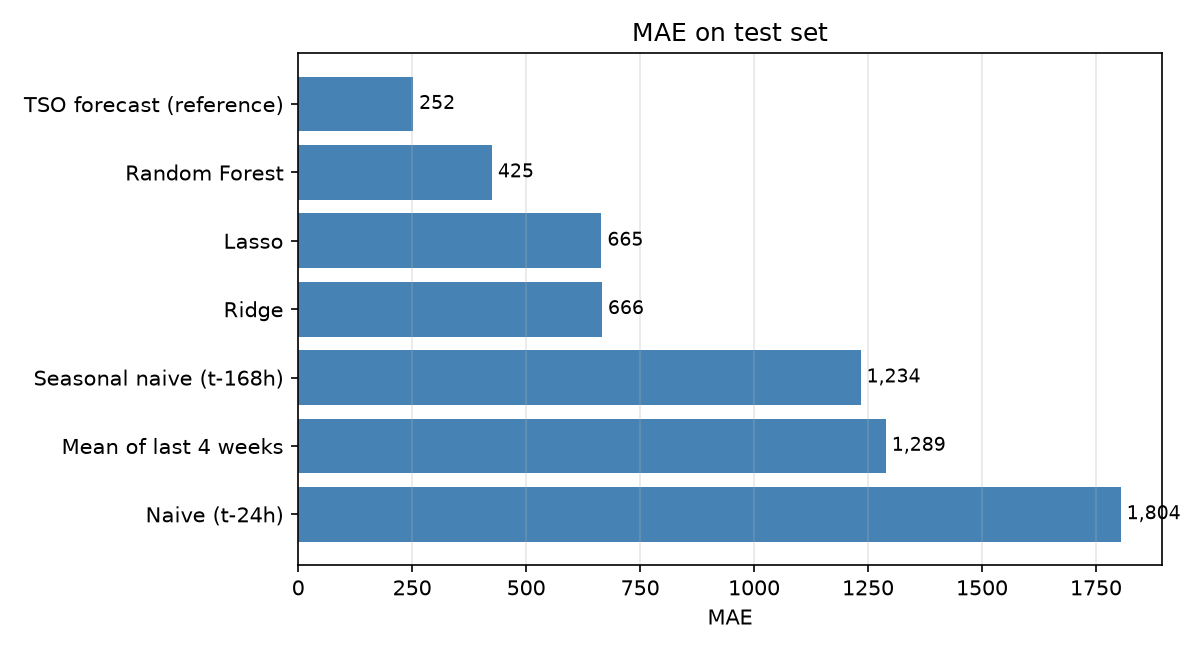 MAE on test set
TSO forecast (reference) 252
Random Forest 425
Lasso 665
Ridge 666
Seasonal naive (t-168h) 1,234
Mean of last 4 weeks 1,289
Naive (t-24h) 1,804
0 250 500 750 1000 1250 1500 1750
MAE